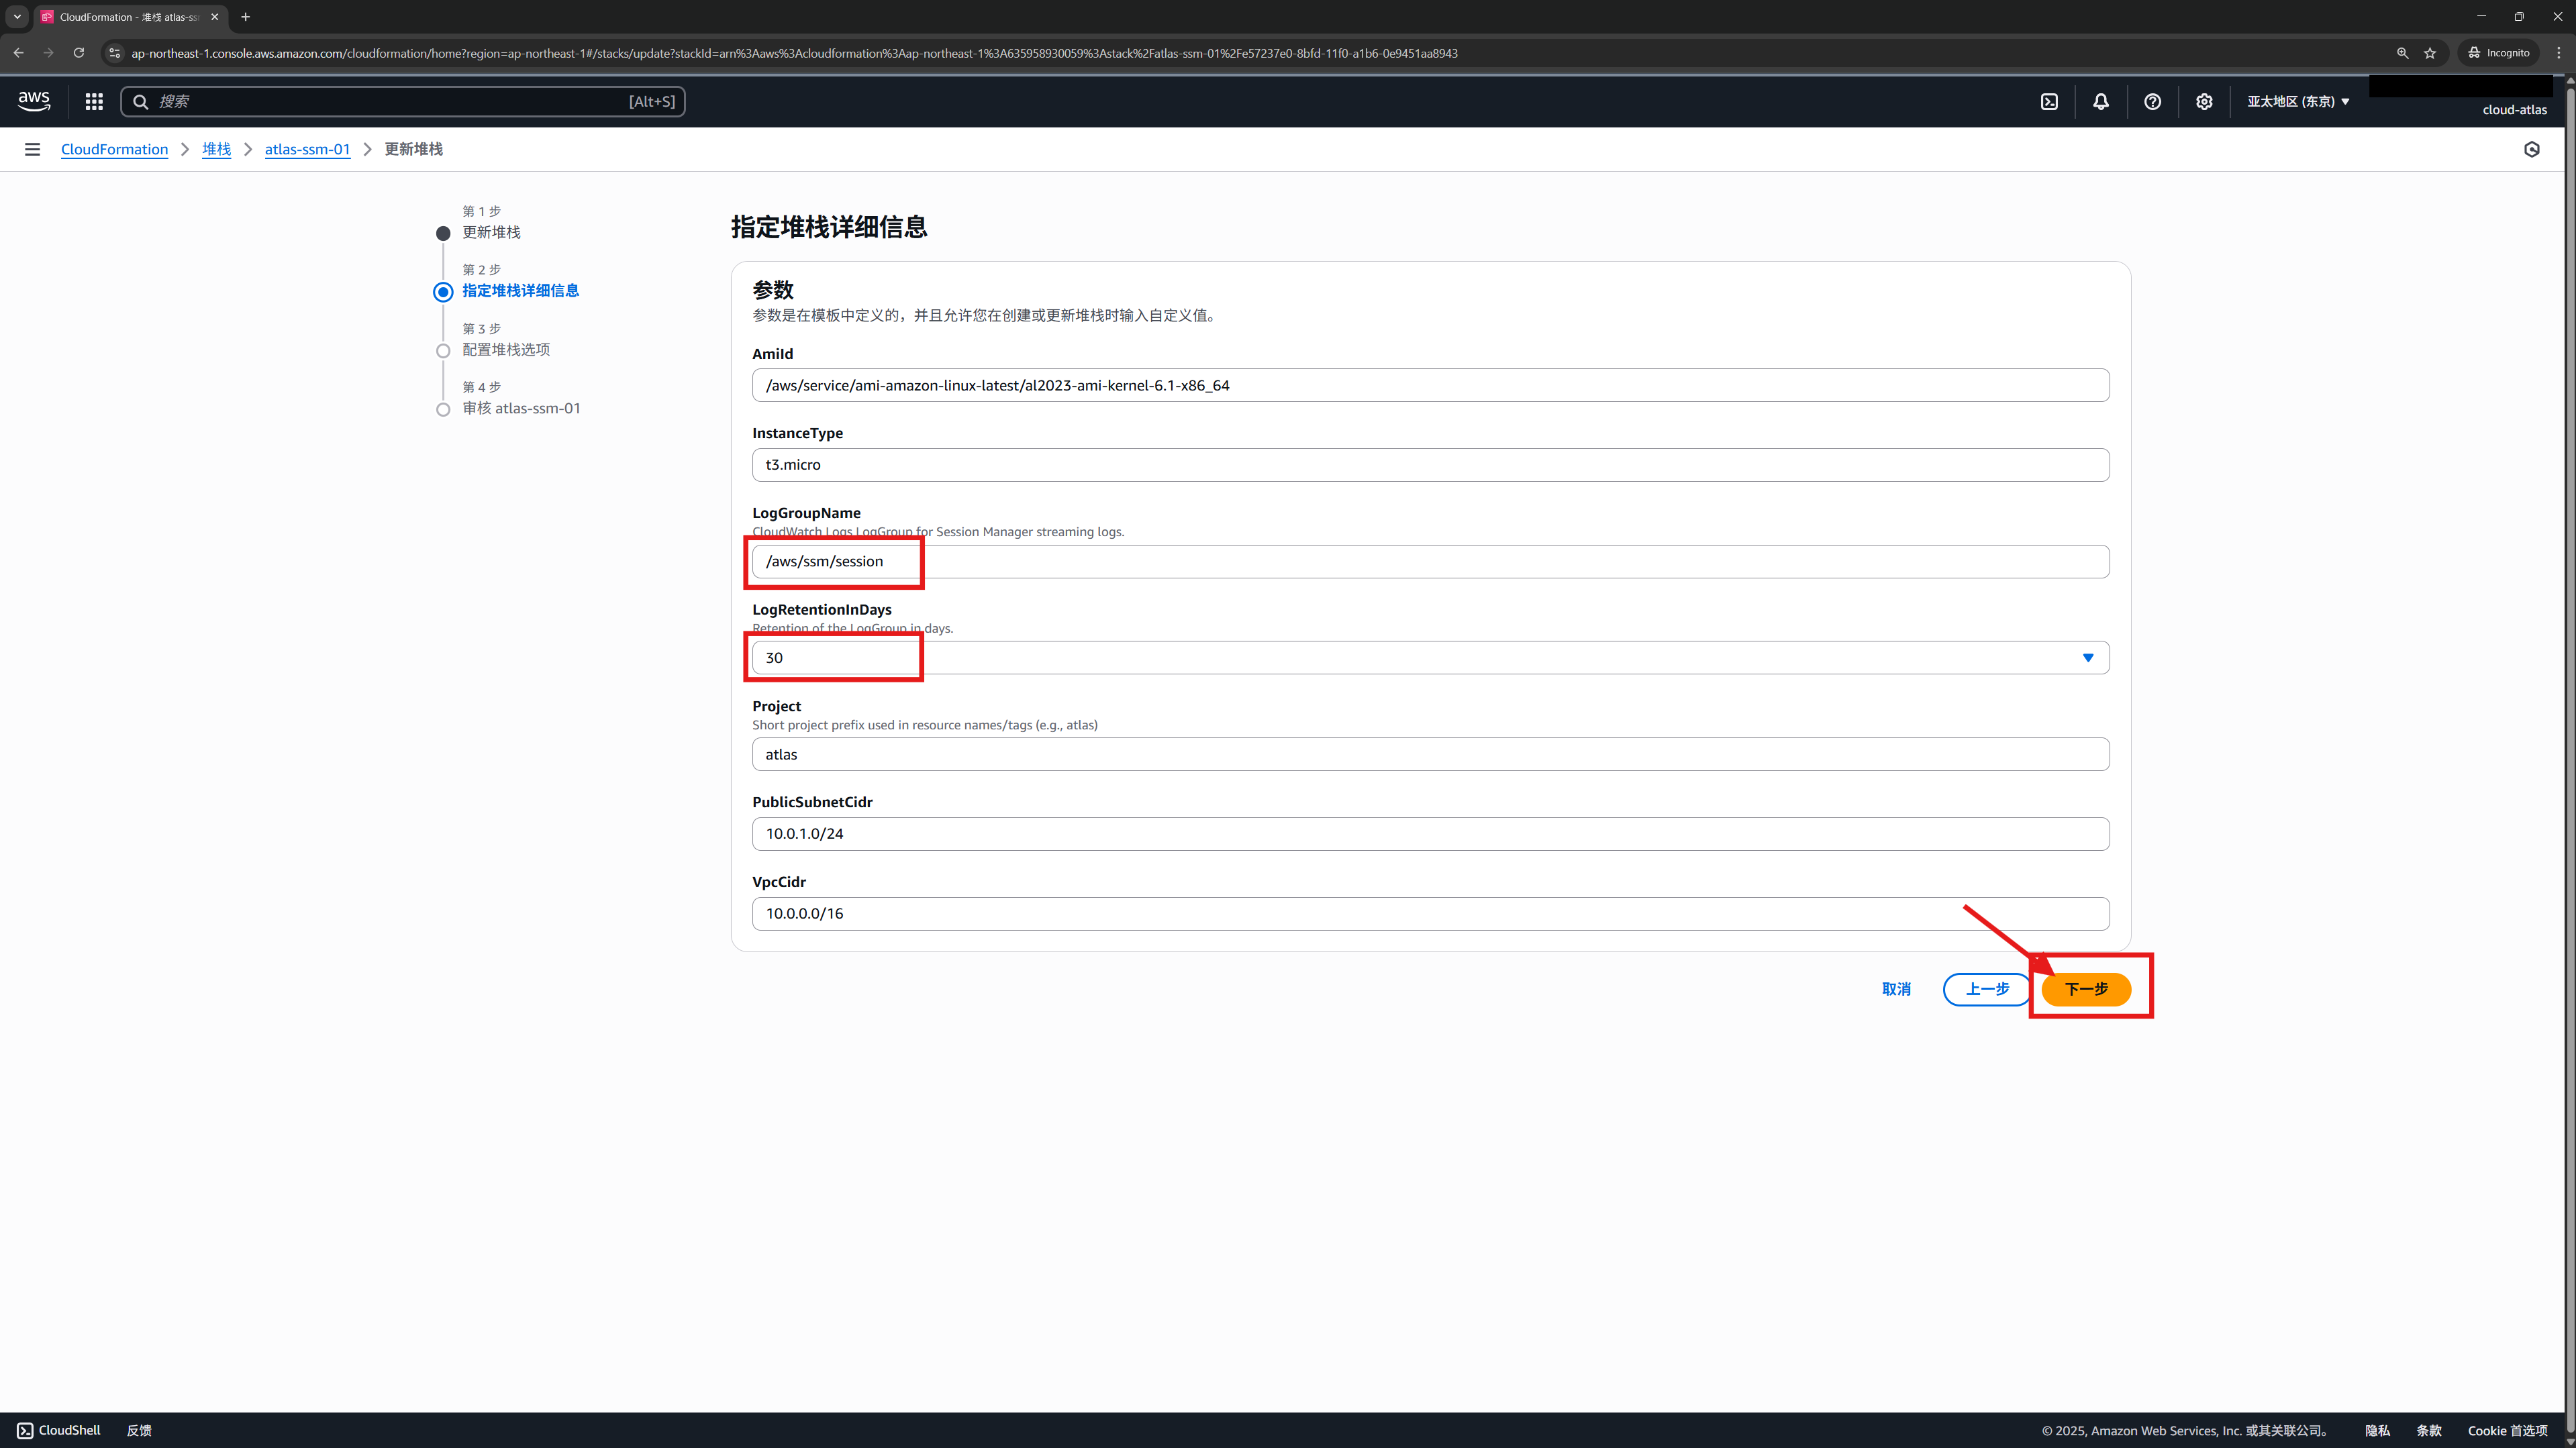 CloudFormation - 堆栈 atlas-ssm
ap-northeast-1.console.aws.amazon.com/cloudformation/home?region=ap-northeast-1#/stacks/update?stackId=arn%3Aaws%3Acloudformation%3Aap-northeast-1%3A635958930059%3Astack%2Fatlas-ssm-01%2Fe57237e0-8bfd-11f0-a1b6-0e9451aa8943
Incognito
aws
搜索
[Alt+S]
亚太地区 (东京)
cloud-atlas
CloudFormation
堆栈
atlas-ssm-01
更新堆栈
第 1 步
更新堆栈
第 2 步
指定堆栈详细信息
第 3 步
配置堆栈选项
第 4 步
审核 atlas-ssm-01
指定堆栈详细信息
参数
参数是在模板中定义的，并且允许您在创建或更新堆栈时输入自定义值。
AmiId
/aws/service/ami-amazon-linux-latest/al2023-ami-kernel-6.1-x86_64
InstanceType
t3.micro
LogGroupName
CloudWatch Logs LogGroup for Session Manager streaming logs.
/aws/ssm/session
LogRetentionInDays
Retention of the LogGroup in days.
30
Project
Short project prefix used in resource names/tags (e.g., atlas)
atlas
PublicSubnetCidr
10.0.1.0/24
VpcCidr
10.0.0.0/16
取消
上一步
下一步
CloudShell
反馈
© 2025, Amazon Web Services, Inc. 或其关联公司。
隐私
条款
Cookie 首选项